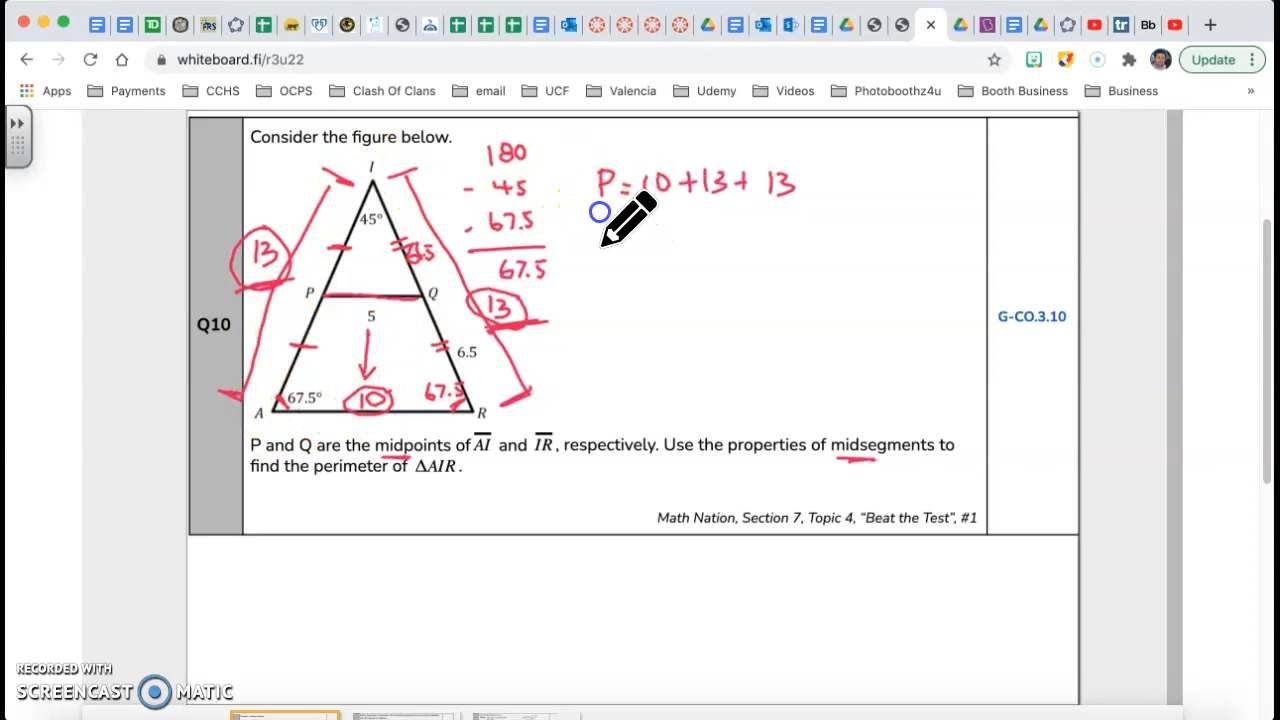 TD
FRS
tr
Bb
whiteboard.fi/r3u22
Update
Apps
Payments
CCHS
OCPS
Clash Of Clans
email
UCF
Valencia
Udemy
Videos
Photoboothz4u
Booth Business
Business
»
Q10
Consider the figure below.
I
45°
P
Q
5
6.5
67.5°
A
R
13
6.5
13
10
67.5
180
- 45
- 67.5
67.5
P = 10 + 13 + 13
P and Q are the midpoints of AI and IR, respectively. Use the properties of midsegments to
find the perimeter of ΔAIR.
Math Nation, Section 7, Topic 4, “Beat the Test”, #1
G-CO.3.10
RECORDED WITH
SCREENCAST MATIC